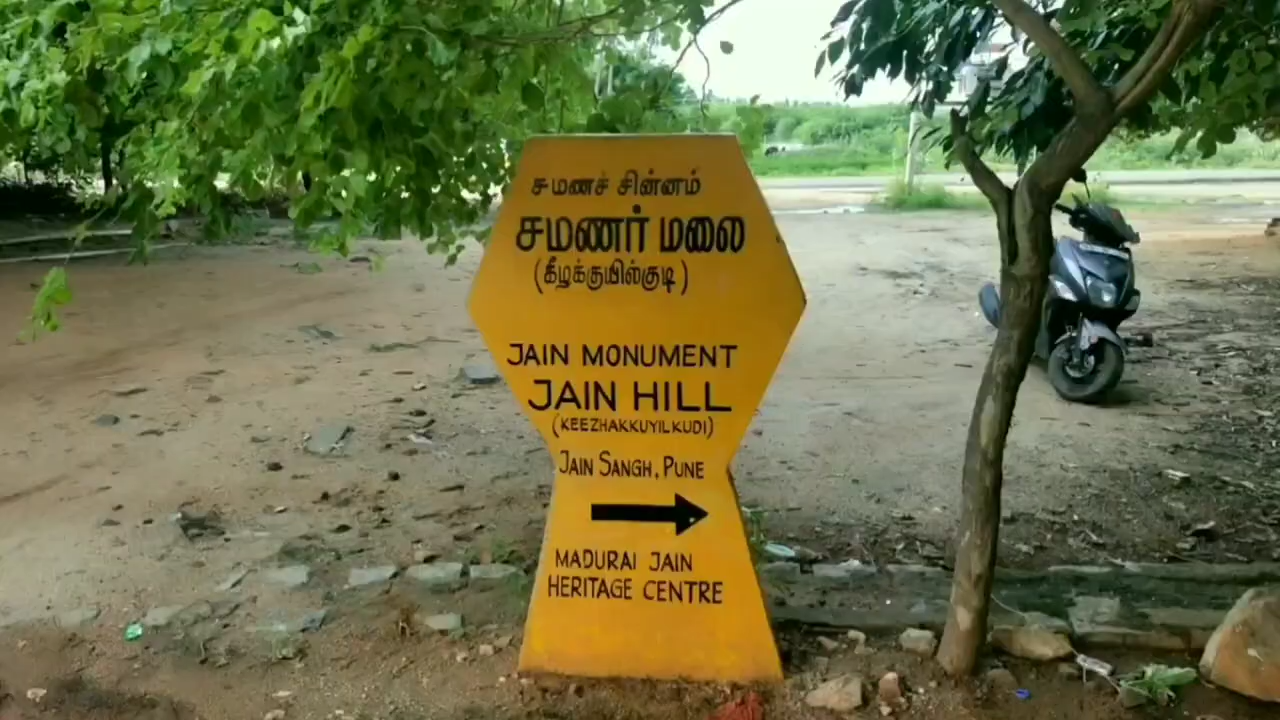 சமணச் சின்னம்
சமணர் மலை
(கீழக்குயில்குடி)
JAIN MONUMENT
JAIN HILL
(KEEZHAKKUYILKUDI)
JAIN SANGH, PUNE
MADURAI JAIN
HERITAGE CENTRE